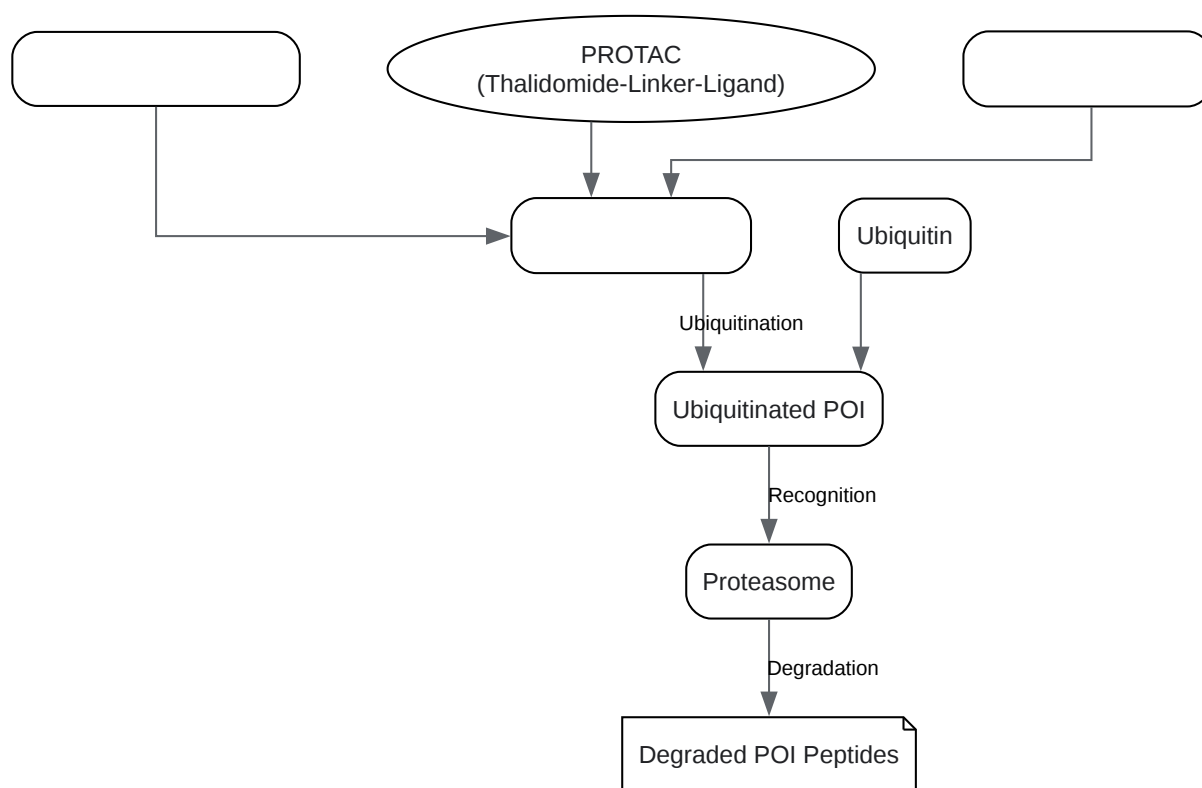 PROTAC
(Thalidomide-Linker-Ligand)
Ubiquitin
Ubiquitination
Ubiquitinated POI
Recognition
Proteasome
Degradation
Degraded POI Peptides